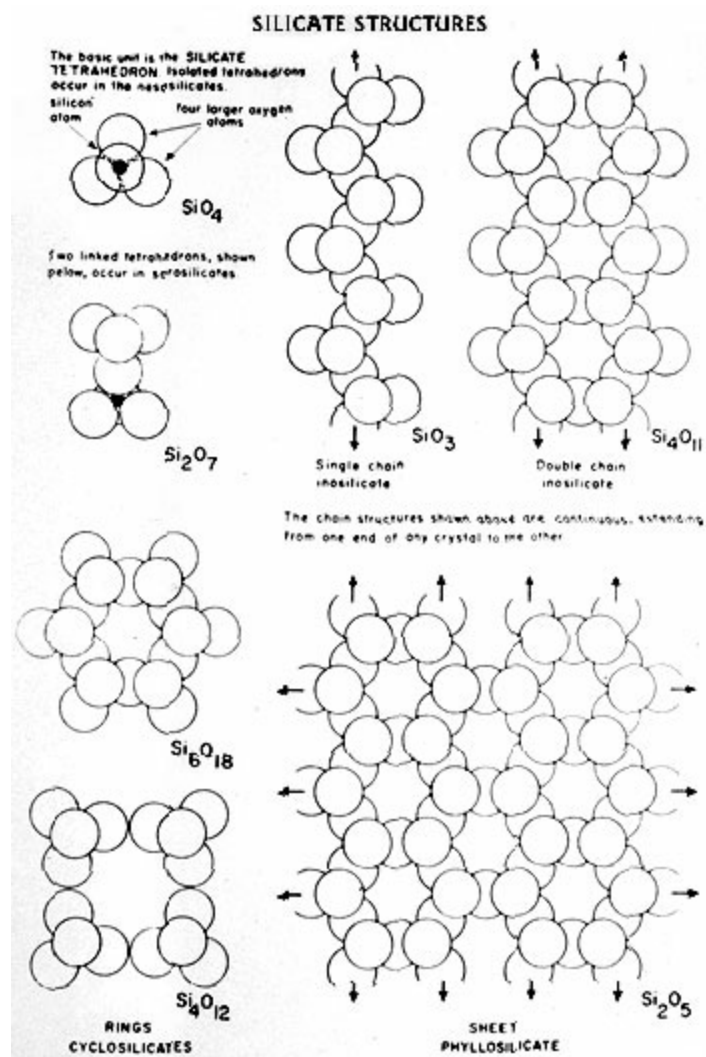 SILICATE STRUCTURES
The basic unit is the SILICATE
TETRAHEDRON. Isolated tetrahedrons
occur in the nesosilicates.
silicon
atom
four larger oxygen
atoms
SiO4
Two linked tetrahedrons, shown
below, occur in sorosilicates.
Si2O7
Si6O18
Si4O12
RINGS
CYCLOSILICATES
SiO3
Single chain
inosilicate
Si4O11
Double chain
inosilicate
The chain structures shown above are continuous, extending
from one end of any crystal to the other
Si2O5
SHEET
PHYLLOSILICATE